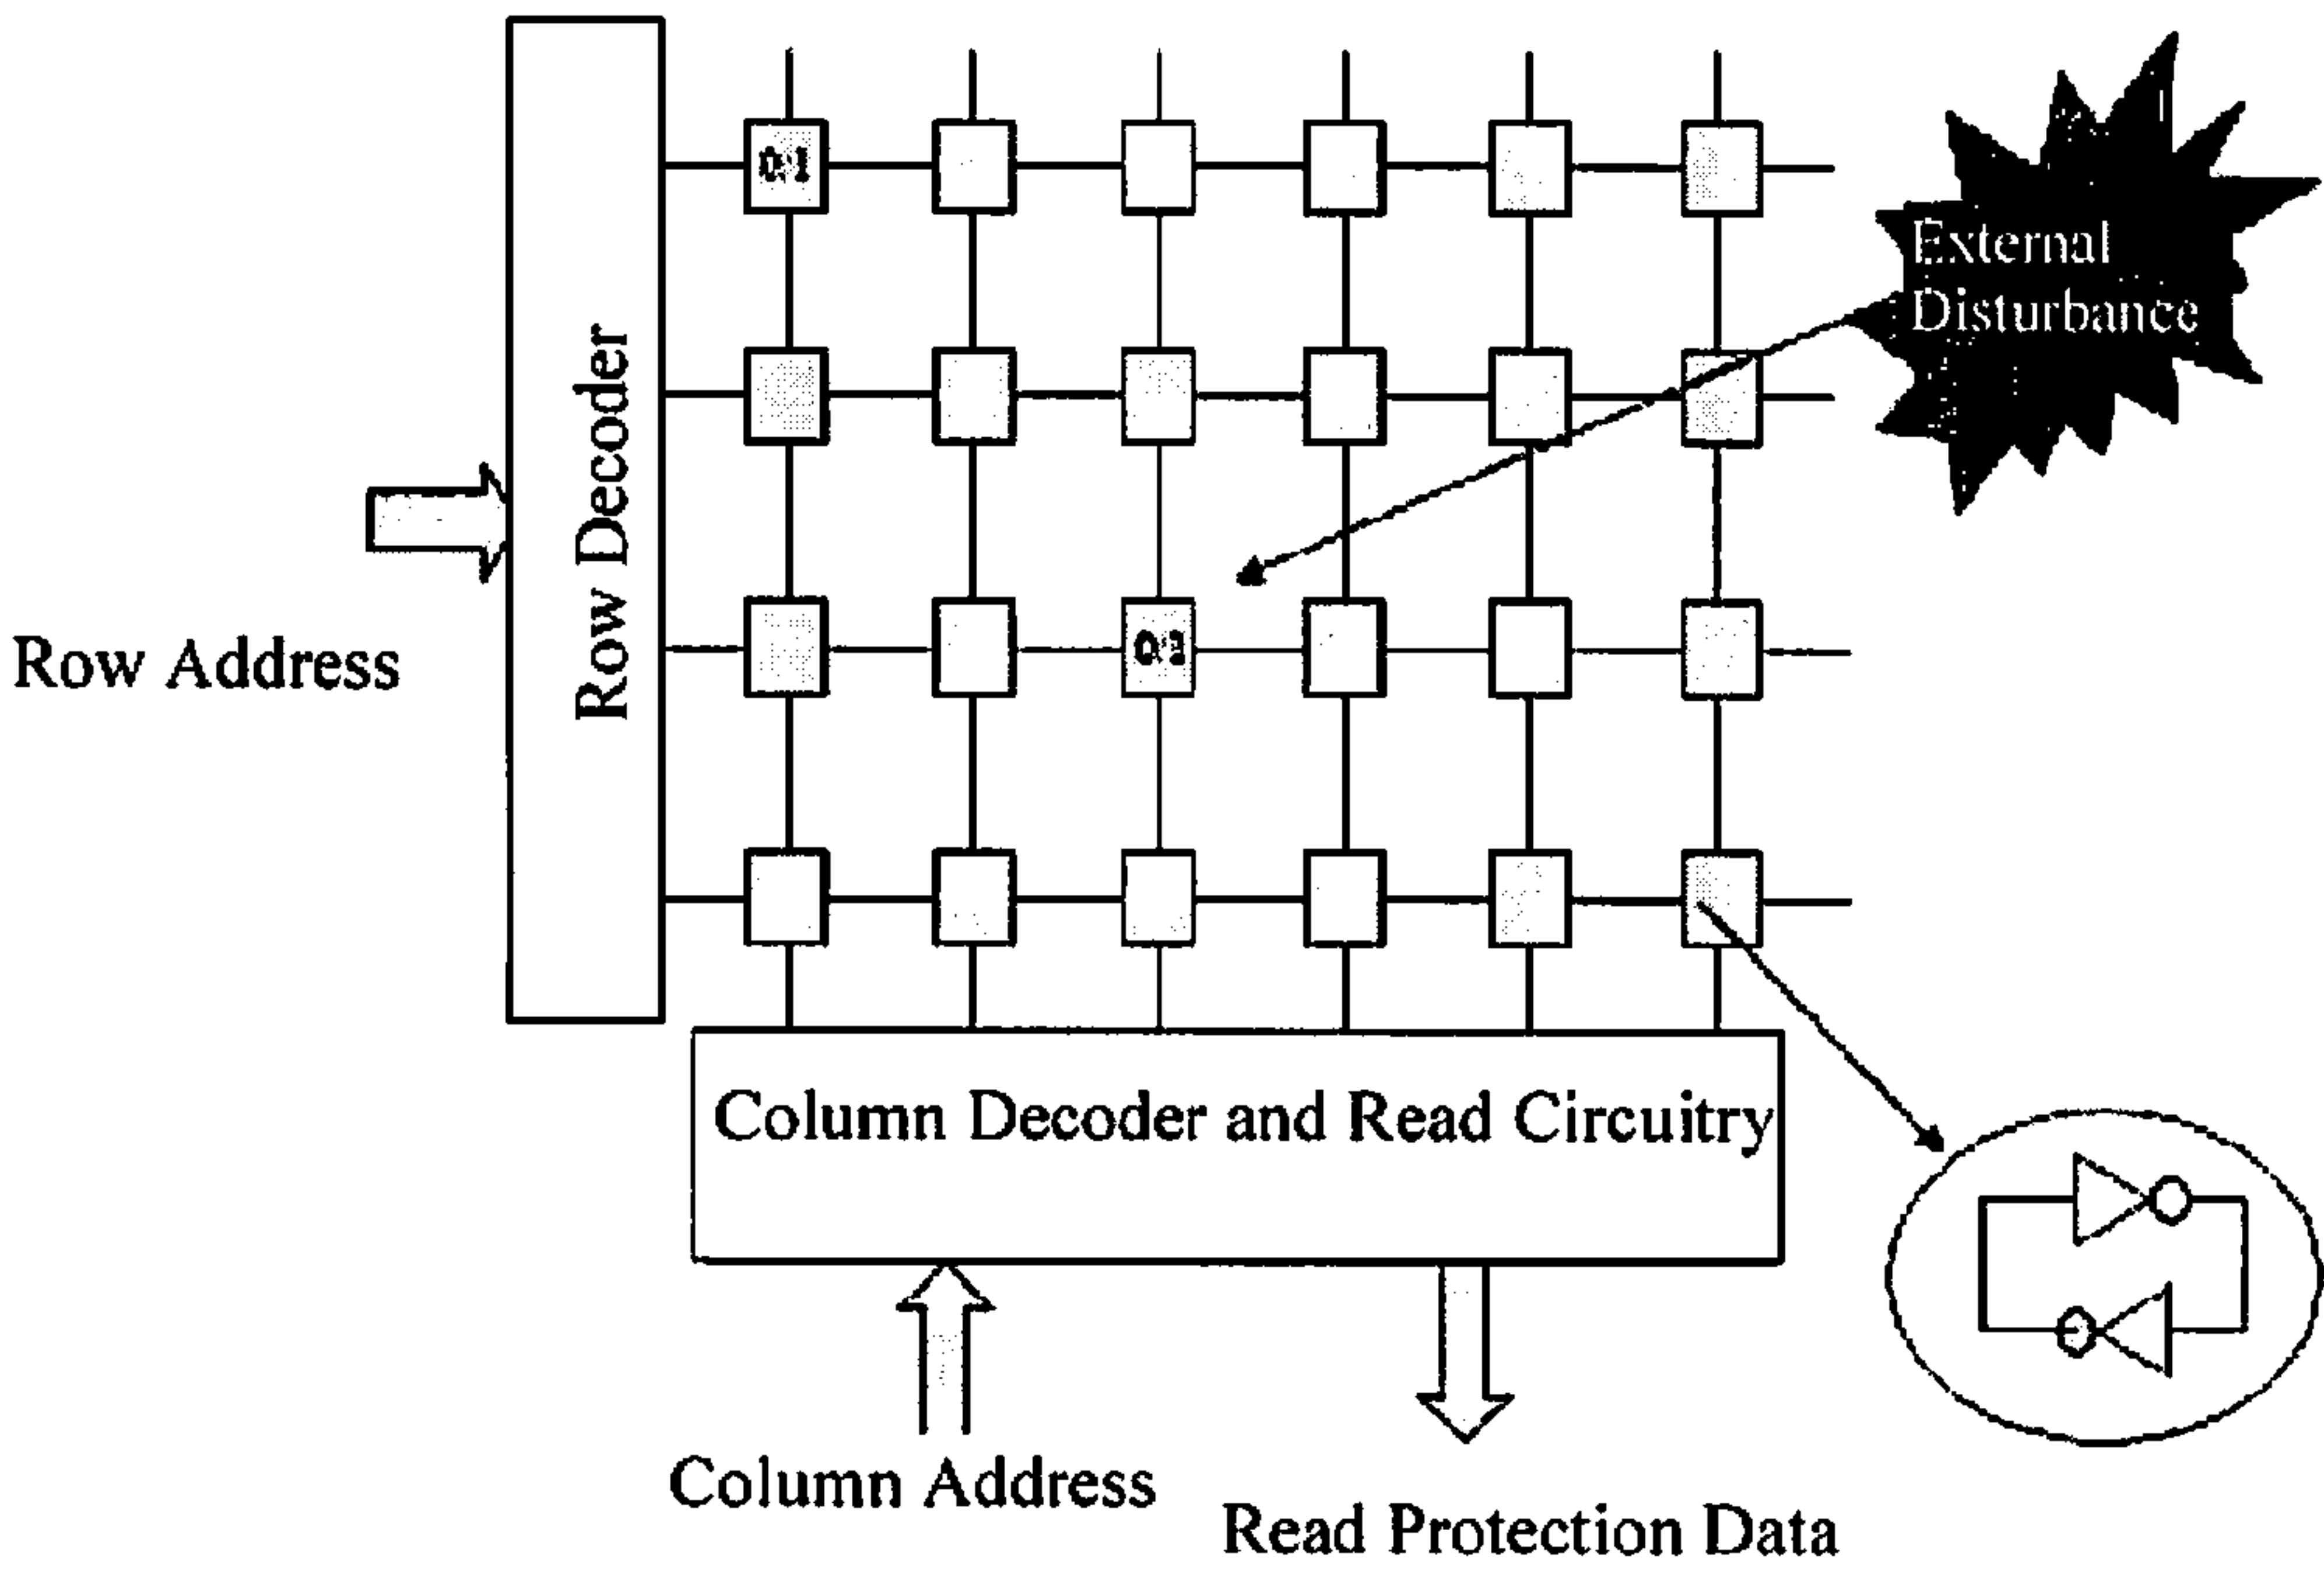 External
Disturbance
Row Decoder
Row Address
Column Decoder and Read Circuitry
Column Address
Read Protection Data